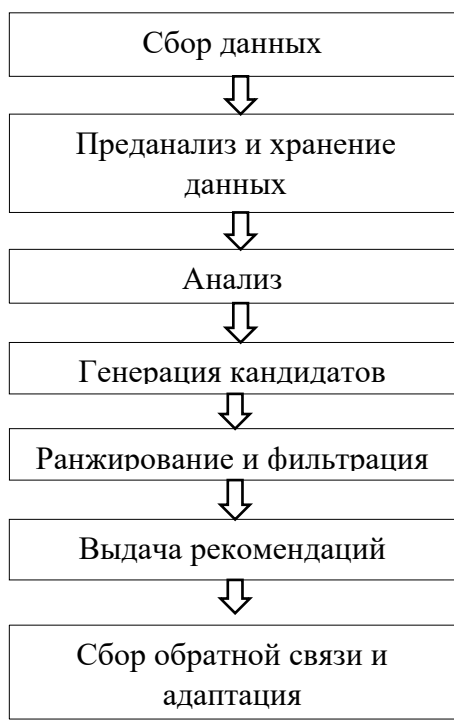 Сбор данных
Преданализ и хранение
данных
Анализ
Генерация кандидатов
Ранжирование и фильтрация
Выдача рекомендаций
Сбор обратной связи и
адаптация